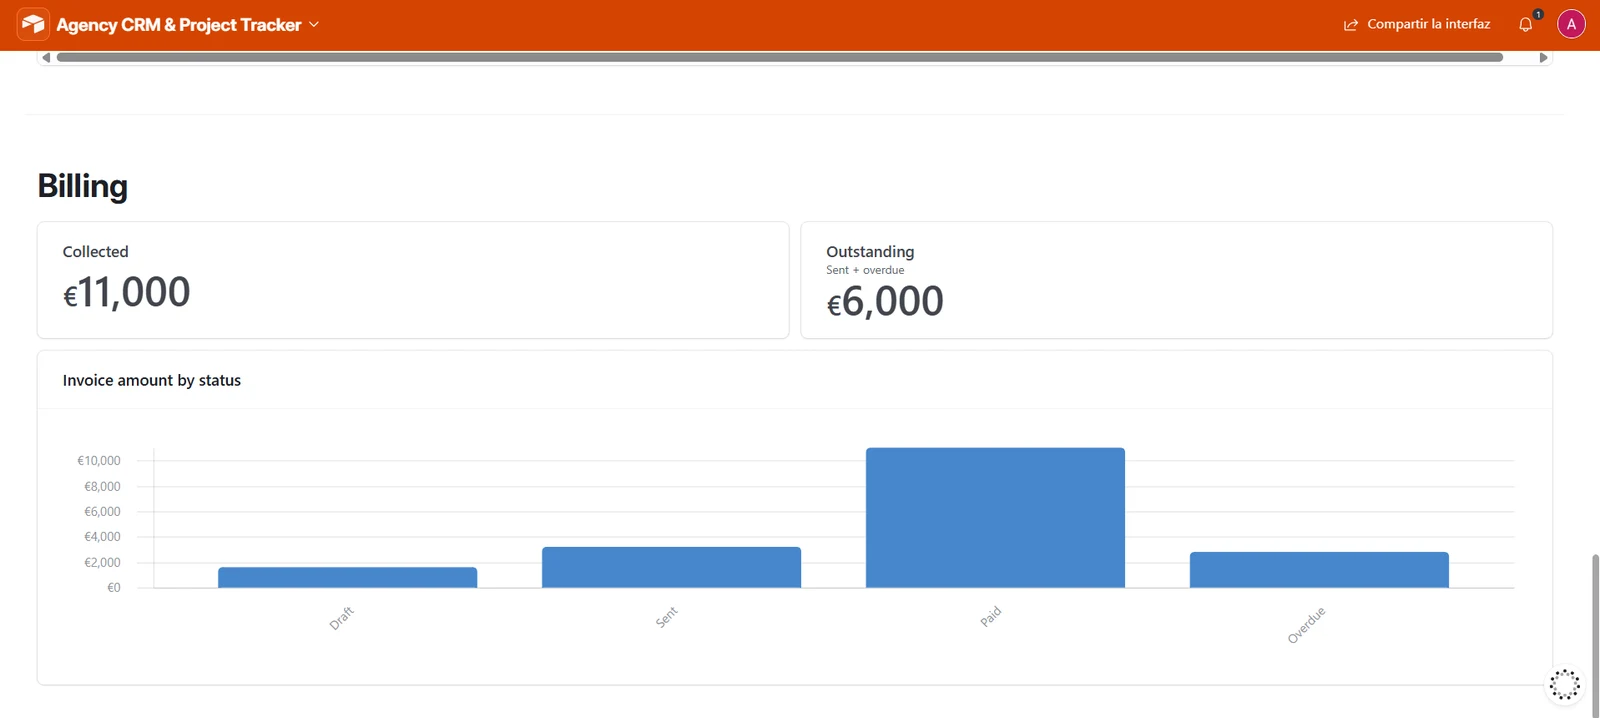 Agency CRM & Project Tracker
Compartir la interfaz
1
A
Billing
Collected
€11,000
Outstanding
Sent + overdue
€6,000
Invoice amount by status
€10,000
€8,000
€6,000
€4,000
€2,000
€0
Draft
Sent
Paid
Overdue